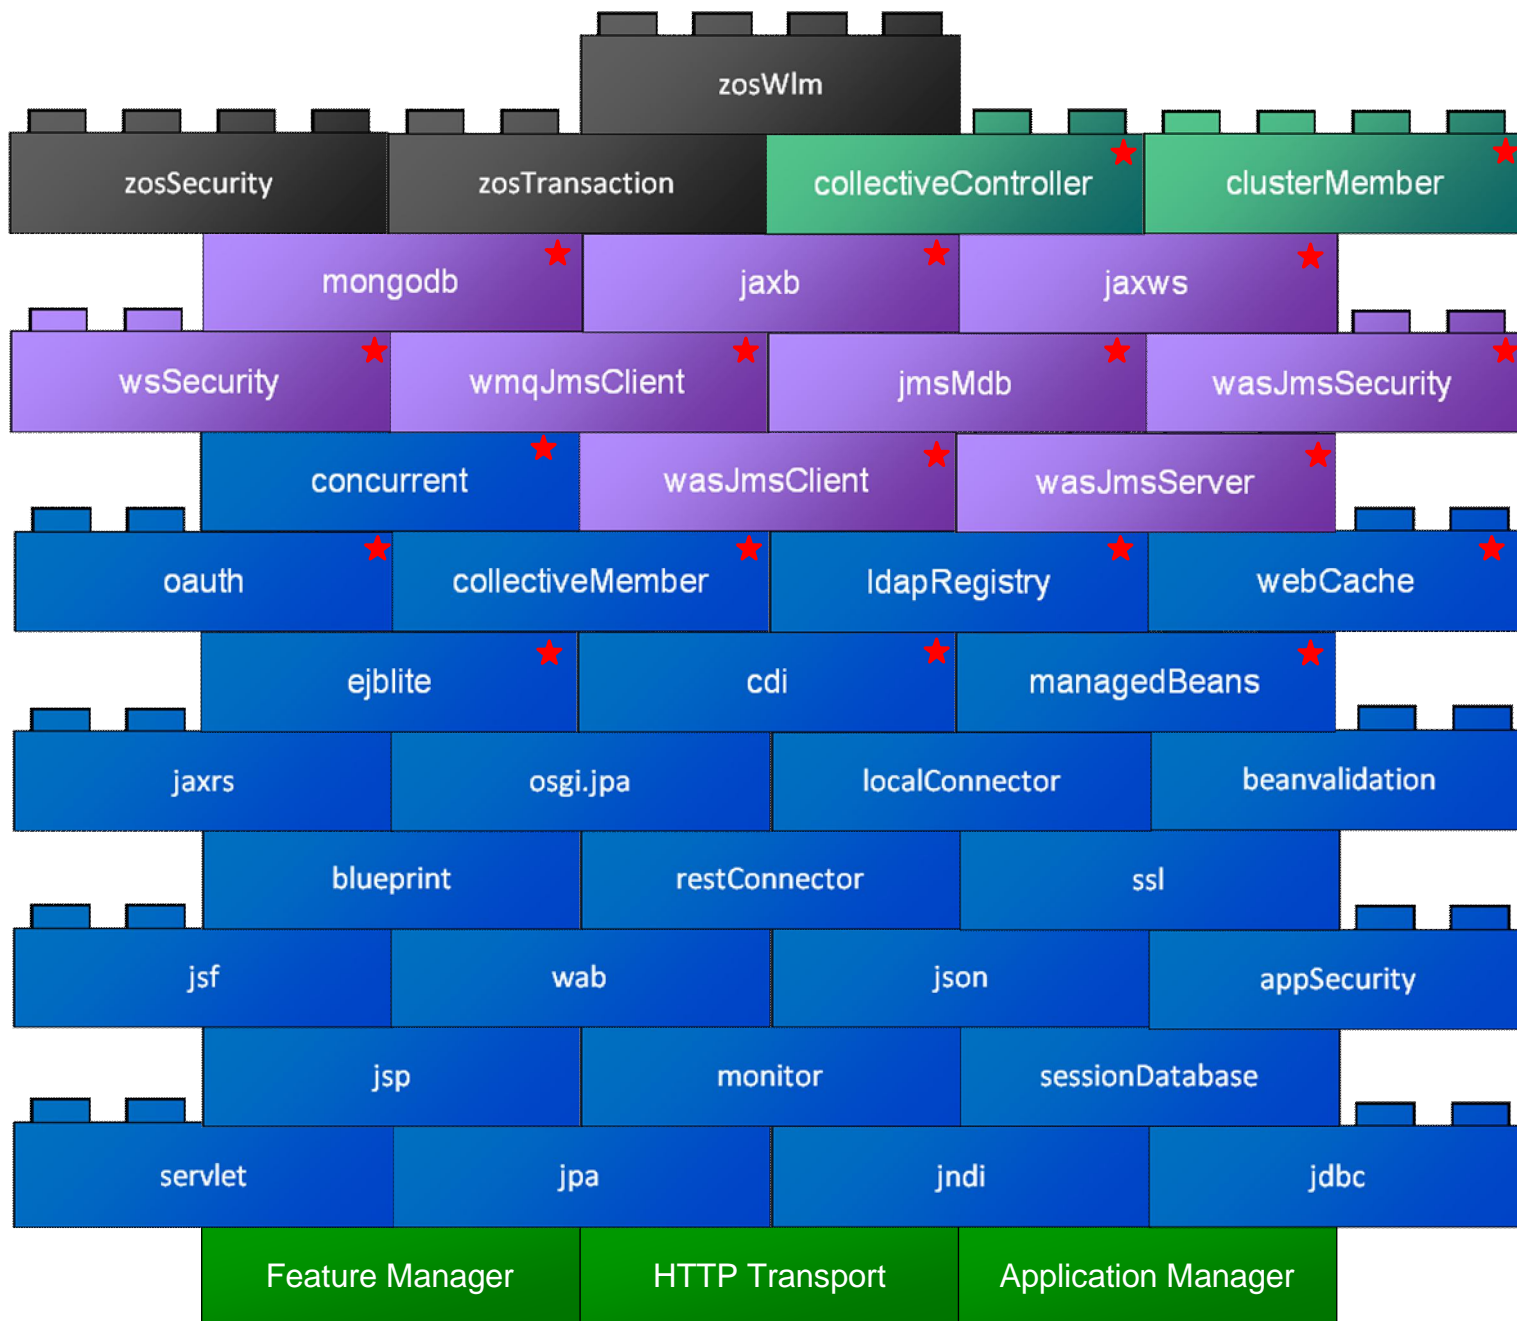 zosWlm
zosSecurity
zosTransaction
collectiveController
clusterMember
mongodb
jaxb
jaxws
wsSecurity
wmqJmsClient
jmsMdb
wasJmsSecurity
concurrent
wasJmsClient
wasJmsServer
oauth
collectiveMember
ldapRegistry
webCache
ejblite
cdi
managedBeans
jaxrs
osgi.jpa
localConnector
beanvalidation
blueprint
restConnector
ssl
jsf
wab
json
appSecurity
jsp
monitor
sessionDatabase
servlet
jpa
jndi
jdbc
Feature Manager
HTTP Transport
Application Manager